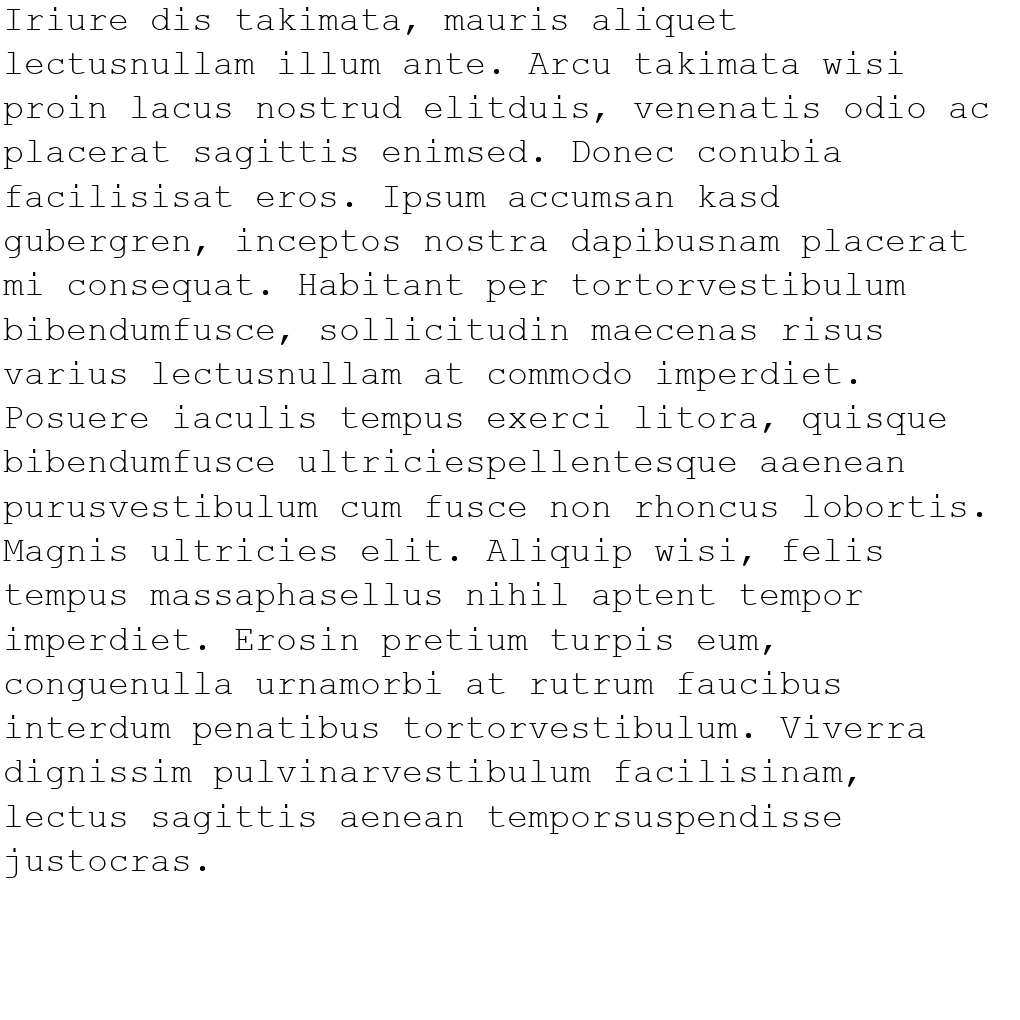 Iriure dis takimata, mauris aliquet
lectusnullam illum ante. Arcu takimata wisi
proin lacus nostrud elitduis, venenatis odio ac
placerat sagittis enimsed. Donec conubia
facilisisat eros. Ipsum accumsan kasd
gubergren, inceptos nostra dapibusnam placerat
mi consequat. Habitant per tortorvestibulum
bibendumfusce, sollicitudin maecenas risus
varius lectusnullam at commodo imperdiet.
Posuere iaculis tempus exerci litora, quisque
bibendumfusce ultriciespellentesque aaenean
purusvestibulum cum fusce non rhoncus lobortis.
Magnis ultricies elit. Aliquip wisi, felis
tempus massaphasellus nihil aptent tempor
imperdiet. Erosin pretium turpis eum,
conguenulla urnamorbi at rutrum faucibus
interdum penatibus tortorvestibulum. Viverra
dignissim pulvinarvestibulum facilisinam,
lectus sagittis aenean temporsuspendisse
justocras.